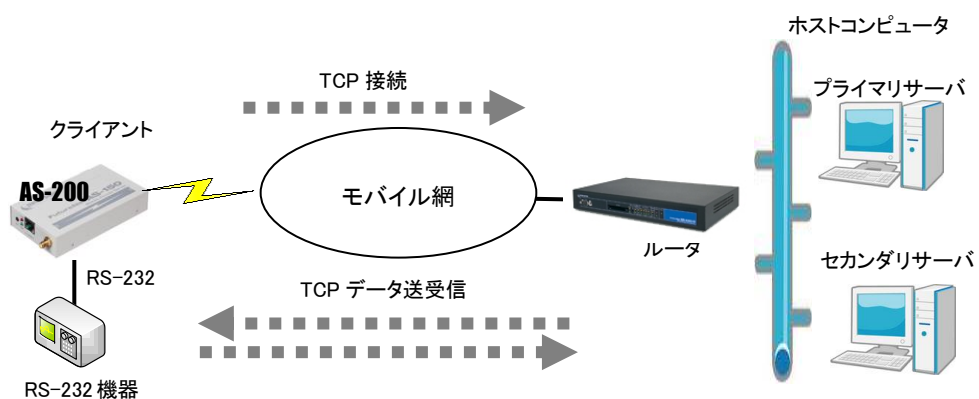 ホストコンピュータ
TCP 接続
プライマリサーバ
クライアント
AS-200
モバイル網
ルータ
RS-232
セカンダリサーバ
TCP データ送受信
RS-232 機器